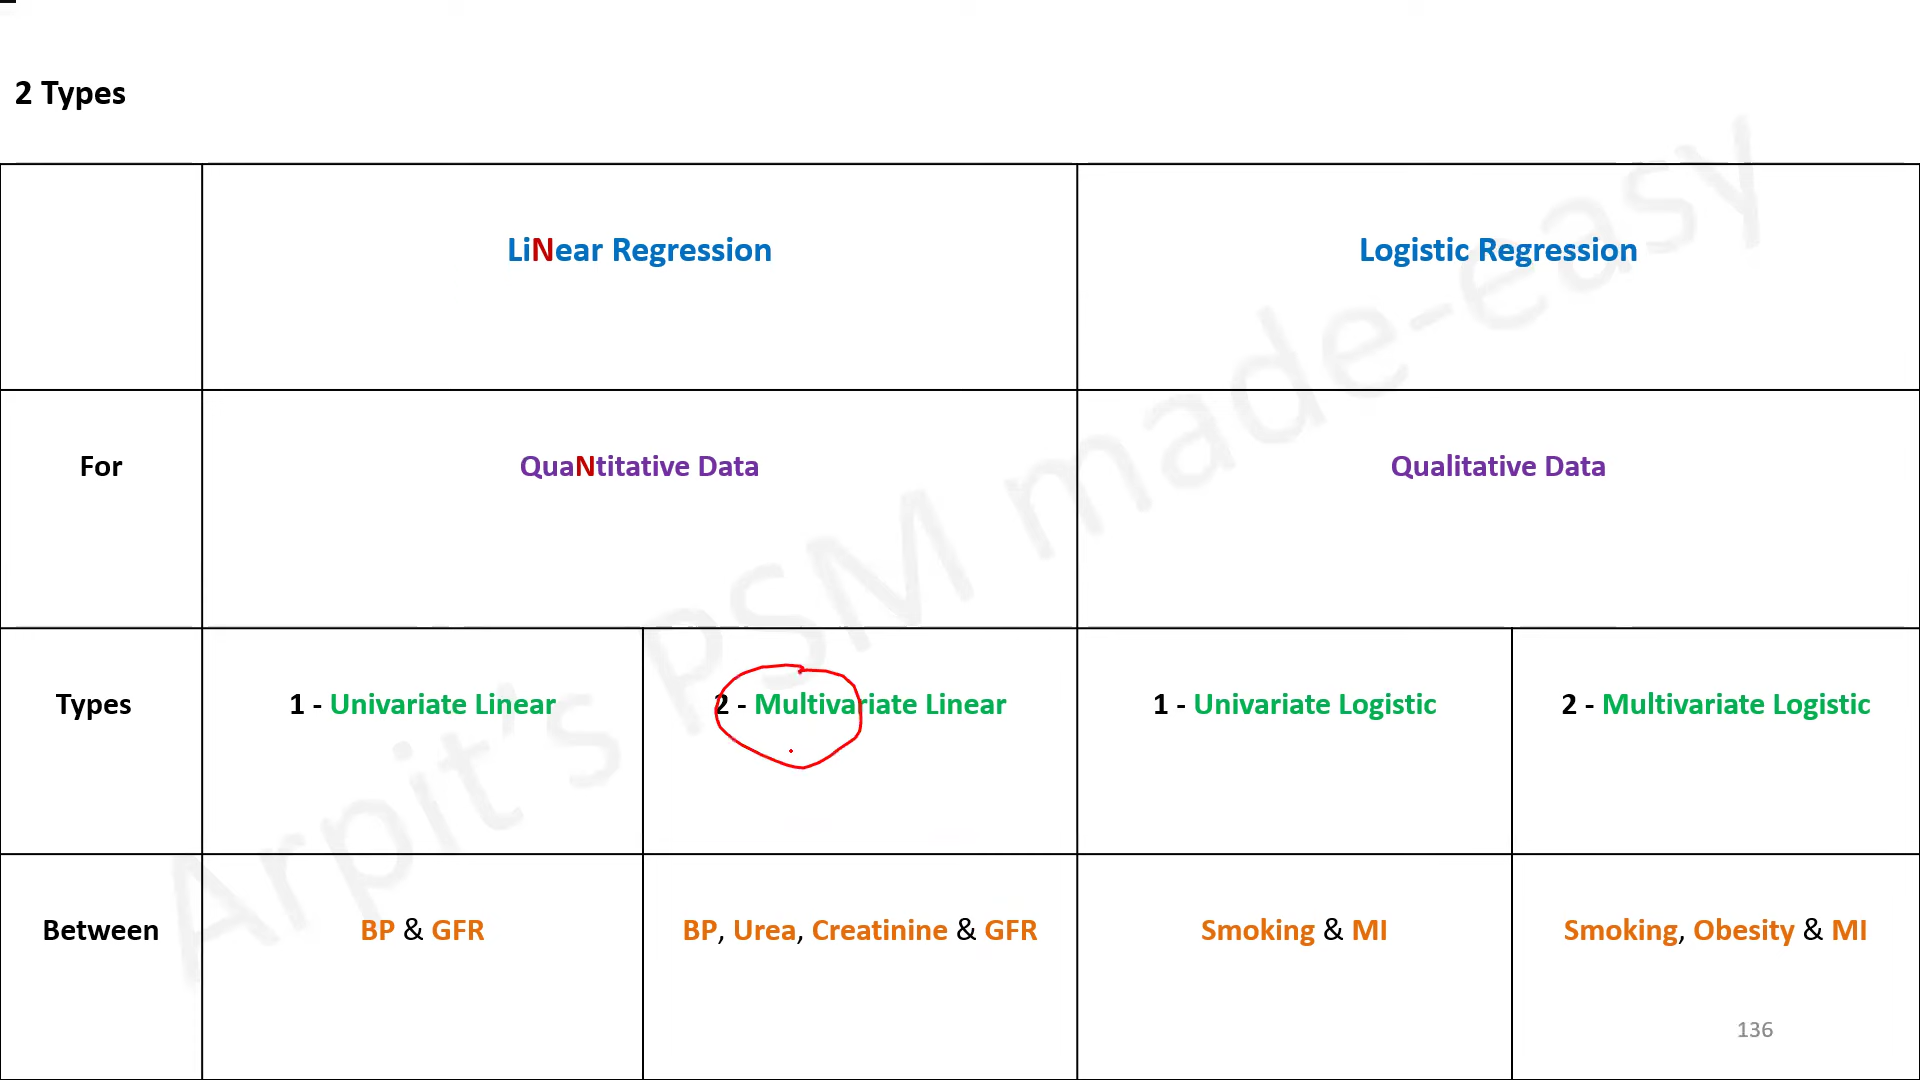 2 Types
LiNear Regression
Logistic Regression
For
QuaNtitative Data
Qualitative Data
Types
1 - Univariate Linear
2 - Multivariate Linear
1 - Univariate Logistic
2 - Multivariate Logistic
Between
BP & GFR
BP, Urea, Creatinine & GFR
Smoking & MI
Smoking, Obesity & MI
136
Arpit's PSM made-easy